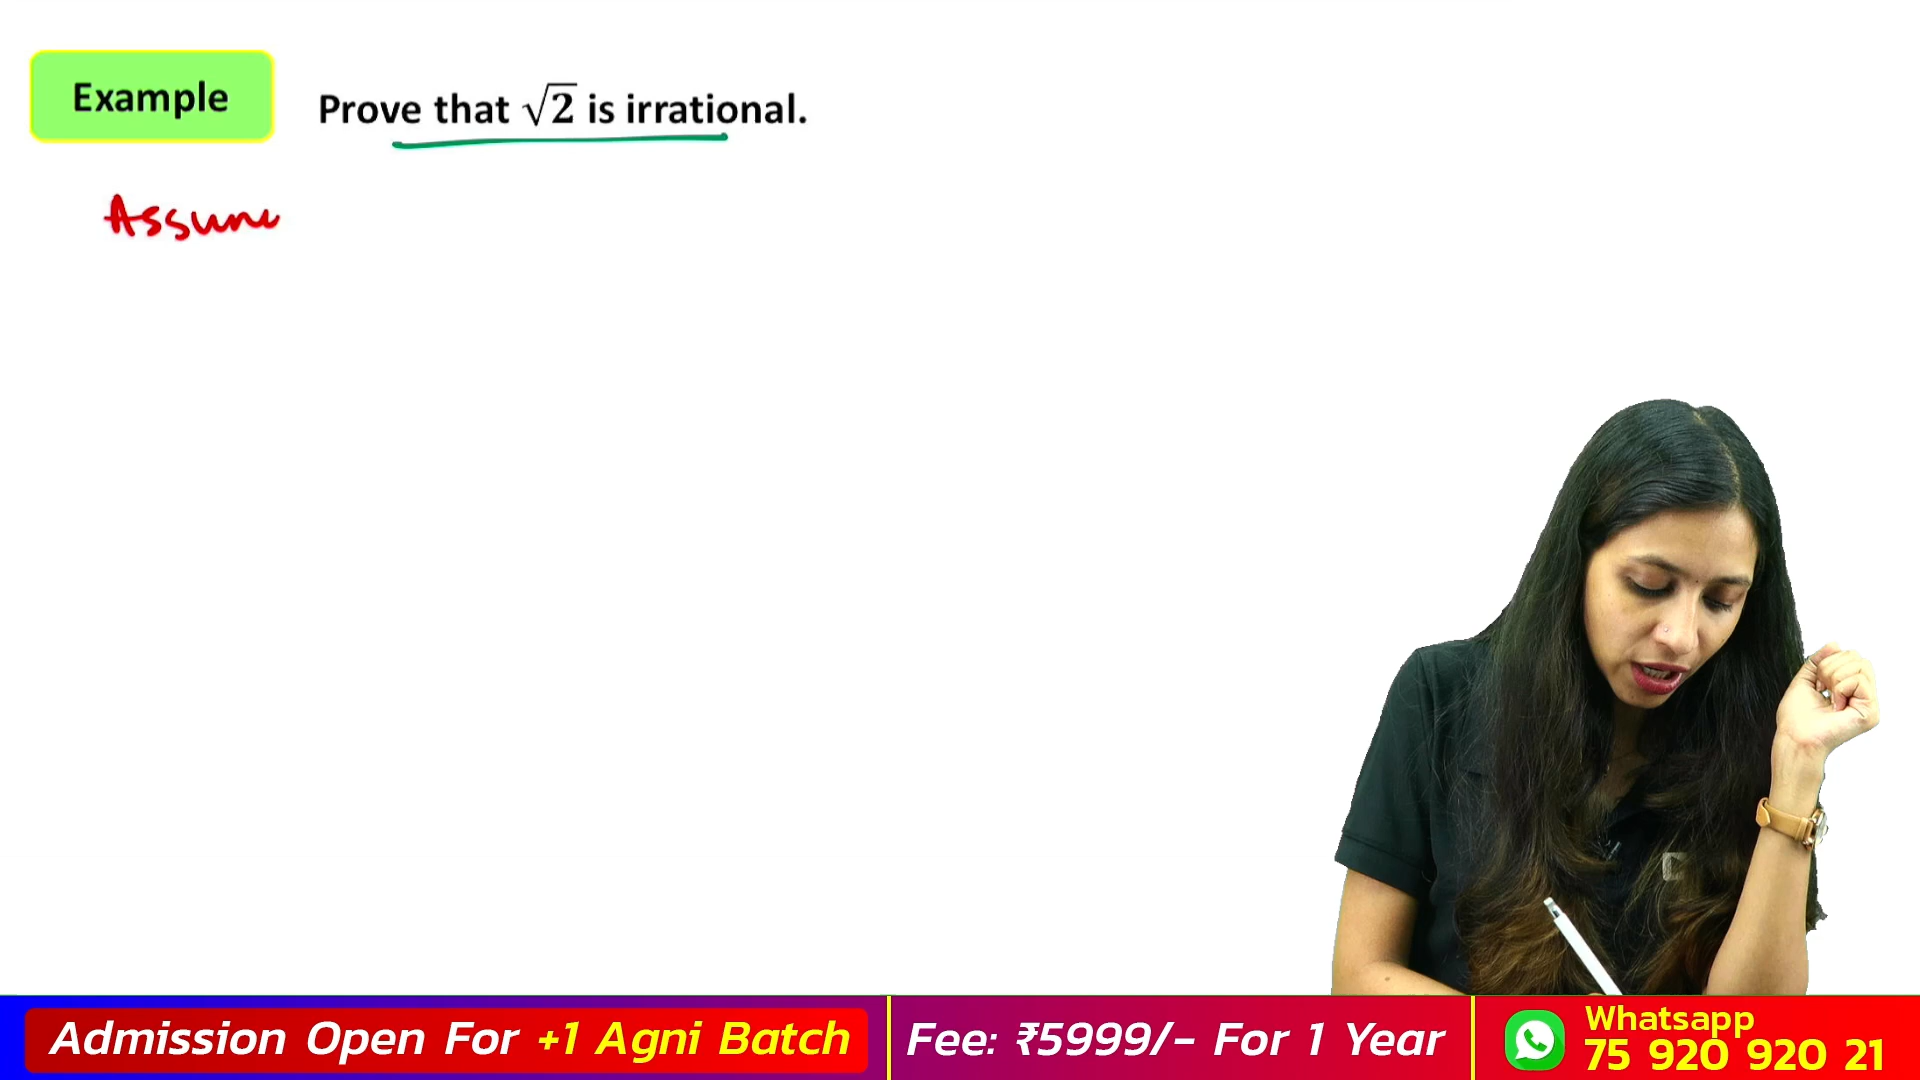 Example
Prove that √2 is irrational.
Assume
Admission Open For +1 Agni Batch
Fee: ₹5999/- For 1 Year
Whatsapp
75 920 920 21